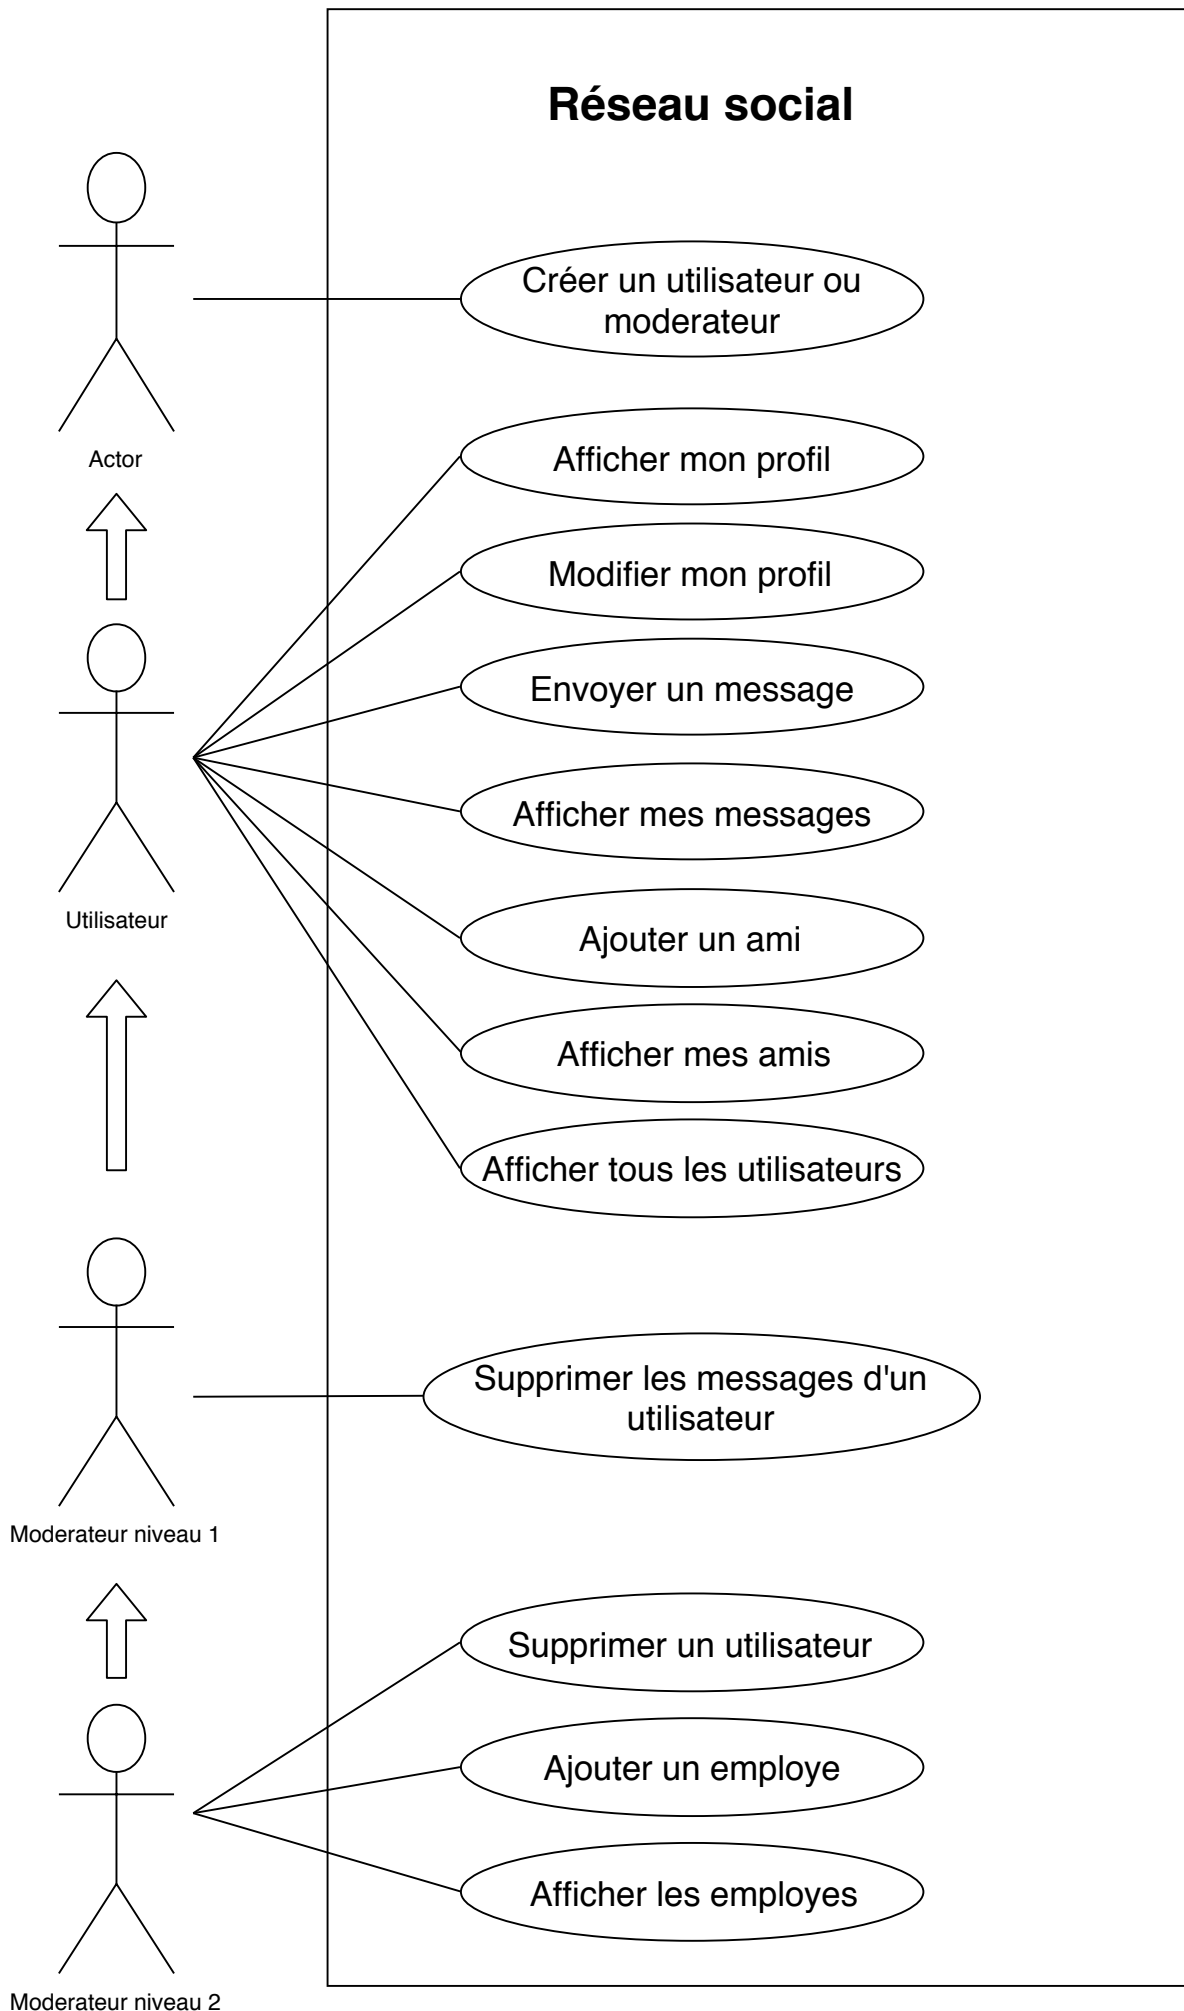 Réseau social
Créer un utilisateur ou
moderateur
Actor
Afficher mon profil
Modifier mon profil
Envoyer un message
Afficher mes messages
Utilisateur
Ajouter un ami
Afficher mes amis
Afficher tous les utilisateurs
Supprimer les messages d'un
utilisateur
Moderateur niveau 1
Supprimer un utilisateur
Ajouter un employe
Afficher les employes
Moderateur niveau 2